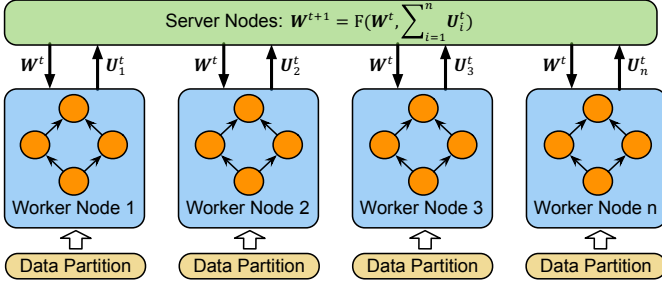 Server Nodes: W^{t+1} = F(W^t, ∑_{i=1}^{n} U_i^t)
W^t U_1^t W^t U_2^t W^t U_3^t W^t U_n^t
Worker Node 1 Worker Node 2 Worker Node 3 Worker Node n
Data Partition Data Partition Data Partition Data Partition